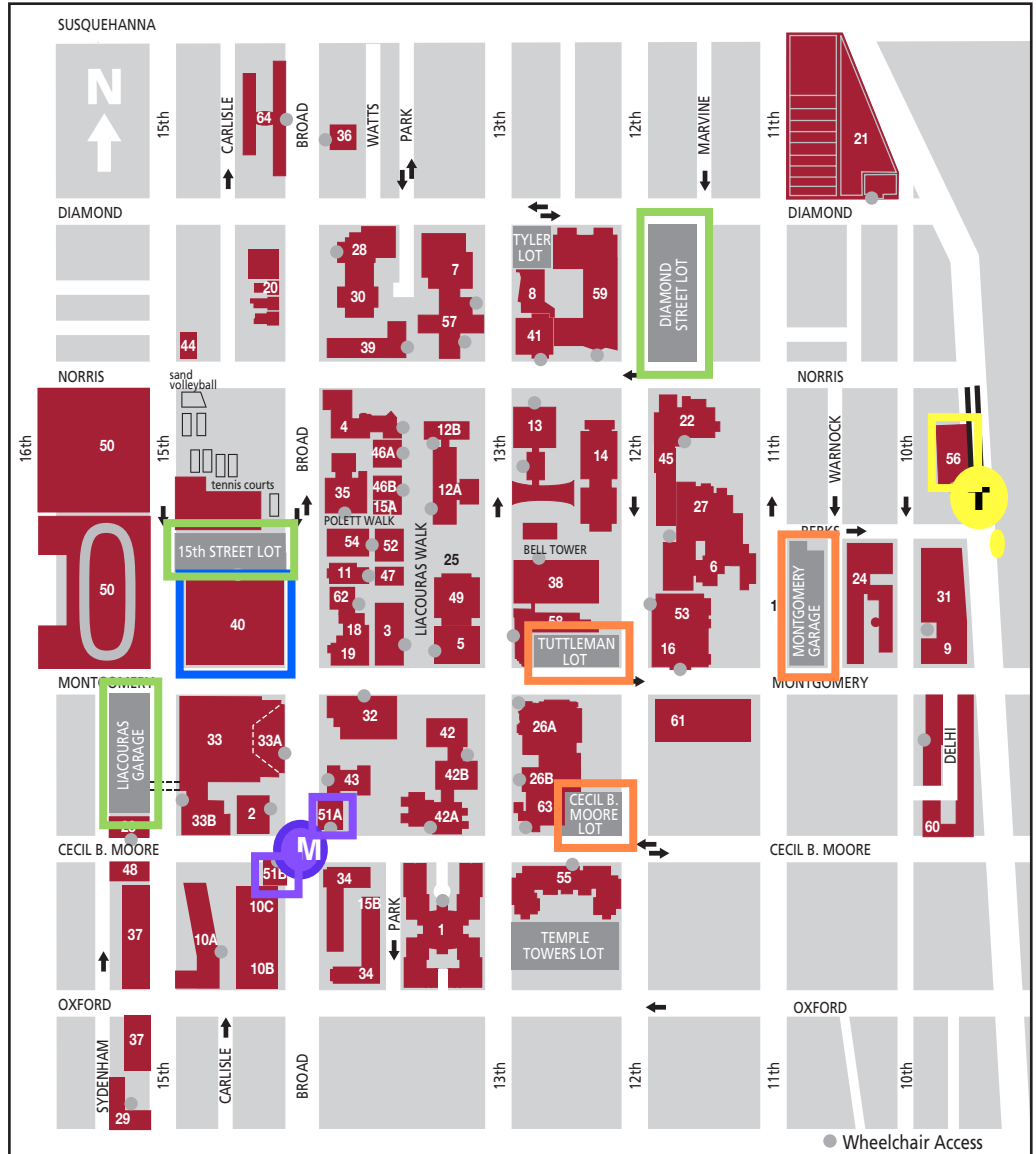 SUSQUEHANNA
N
15th
CARLISLE
64
BROAD
36
WATTS
PARK
13th
12th
MARVINE
11th
21
DIAMOND
DIAMOND
20
44
28
30
39
7
57
TYLER
LOT
8
41
59
DIAMOND
STREET LOT
NORRIS
NORRIS
16th
50
15th
sand
volleyball
tennis courts
BROAD
4
46A
46B
15A
35
POLETT WALK
12B
12A
13th
13
14
12th
22
45
27
6
11th
WARNOCK
10th
56
T
15th STREET LOT
50
40
54
52
11
47
62
18
19
3
LIACOURAS WALK
25
49
5
BELL TOWER
38
58
TUTTLEMAN
LOT
53
16
1
MONTGOMERY
GARAGE
24
31
9
MONTGOMERY
MONTGOMERY
LIACOURAS
GARAGE
33
33A
33B
2
32
43
51A
42
42B
42A
26A
26B
63
CECIL B.
MOORE
LOT
61
DELHI
60
M
CECIL B. MOORE
CECIL B. MOORE
48
37
10A
51B
10C
10B
34
15B
34
PARK
1
55
TEMPLE
TOWERS LOT
OXFORD
OXFORD
37
29
SYDENHAM
15th
CARLISLE
BROAD
13th
12th
11th
10th
Wheelchair Access